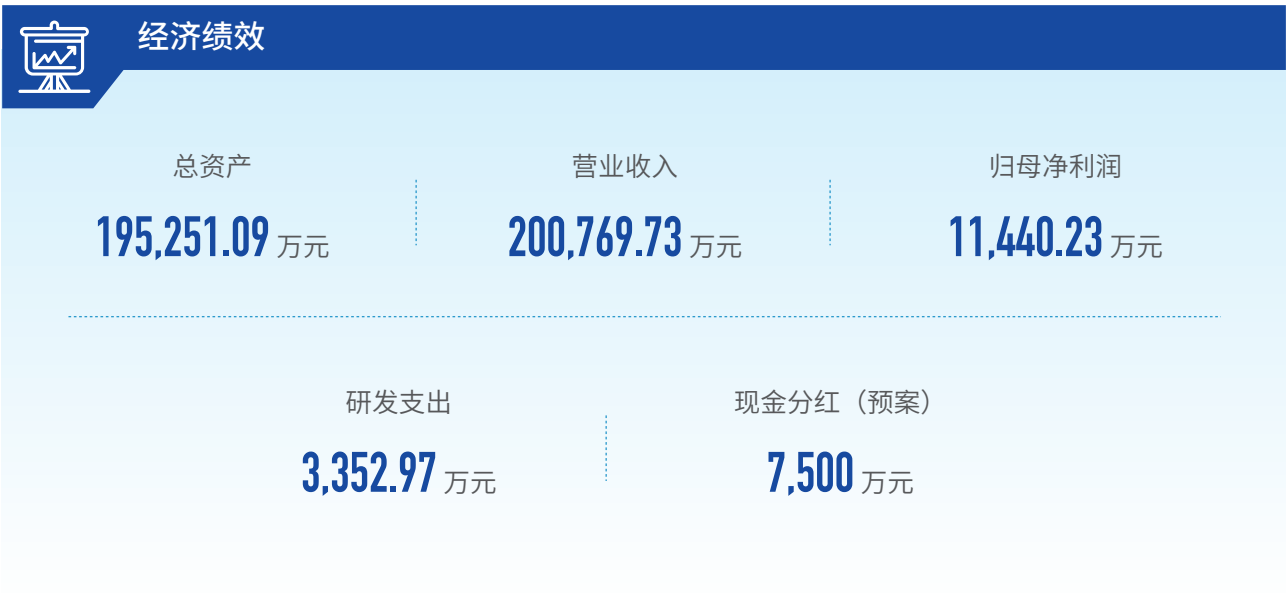 经济绩效
总资产
营业收入
归母净利润
195,251.09 万元
200,769.73 万元
11,440.23 万元
研发支出
现金分红（预案）
3,352.97 万元
7,500 万元